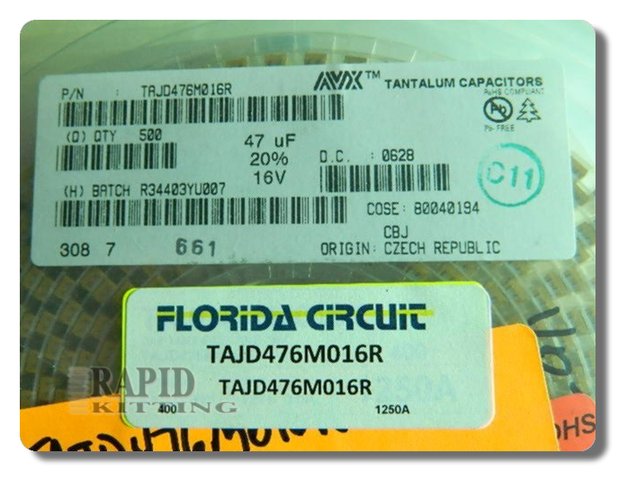 P/N : TAJD476M016R
AVX™ TANTALUM CAPACITORS
RoHS COMPLIANT
(Q) QTY 500
Pb
Pb- FREE
47 uF
20%
16V
D.C. : 0628
C11
(H) BATCH R34403YU007
COSE: 80040194
CBJ
308 7 661
ORIGIN: CZECH REPUBLIC
FLORIDA CIRCUIT
TAJD476M016R
TAJD476M016R
400 1250A
RAPID
KITTING